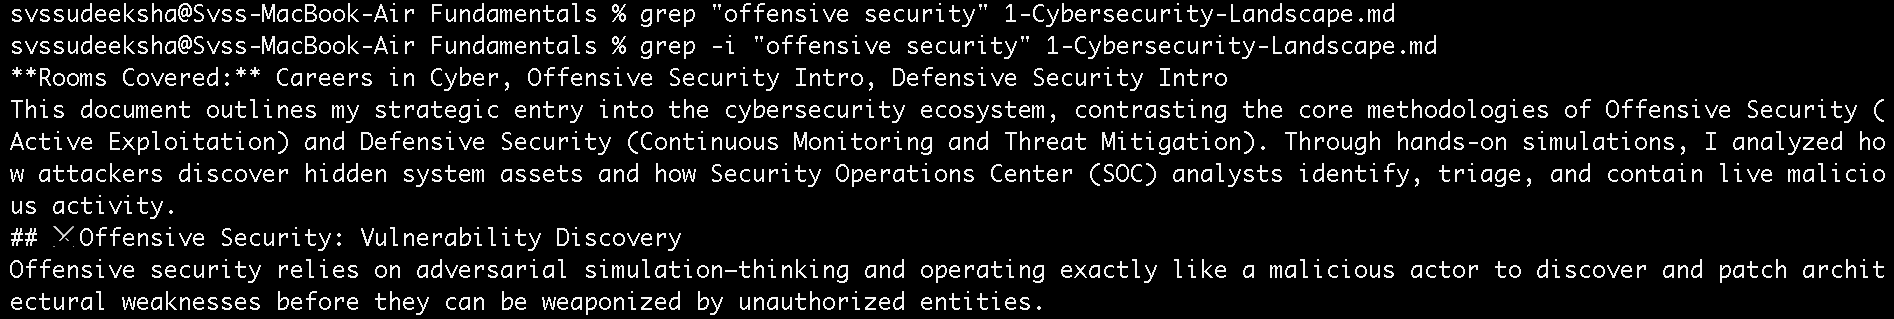 svssudeeksha@Svss-MacBook-Air Fundamentals % grep "offensive security" 1-Cybersecurity-Landscape.md
svssudeeksha@Svss-MacBook-Air Fundamentals % grep -i "offensive security" 1-Cybersecurity-Landscape.md
**Rooms Covered:** Careers in Cyber, Offensive Security Intro, Defensive Security Intro
This document outlines my strategic entry into the cybersecurity ecosystem, contrasting the core methodologies of Offensive Security (
Active Exploitation) and Defensive Security (Continuous Monitoring and Threat Mitigation). Through hands-on simulations, I analyzed ho
w attackers discover hidden system assets and how Security Operations Center (SOC) analysts identify, triage, and contain live malicio
us activity.
## ⚔️Offensive Security: Vulnerability Discovery
Offensive security relies on adversarial simulation—thinking and operating exactly like a malicious actor to discover and patch archit
ectural weaknesses before they can be weaponized by unauthorized entities.